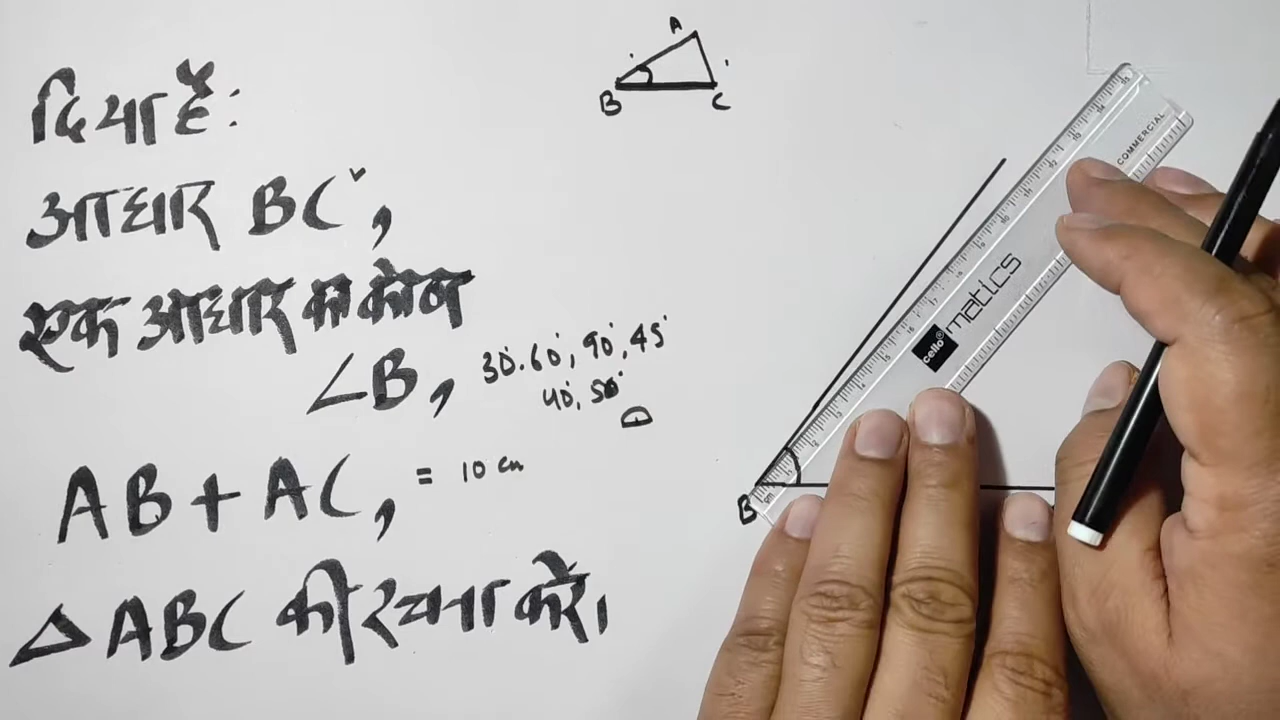 दिया है:
आधार BC,
एक आधार का कोण
∠B, 30°. 60°, 90°, 45°
40°, 50°
AB + AC, = 10 cm
△ABC की रचना करें।
A
B C
B
COMMERCIAL
cello matics